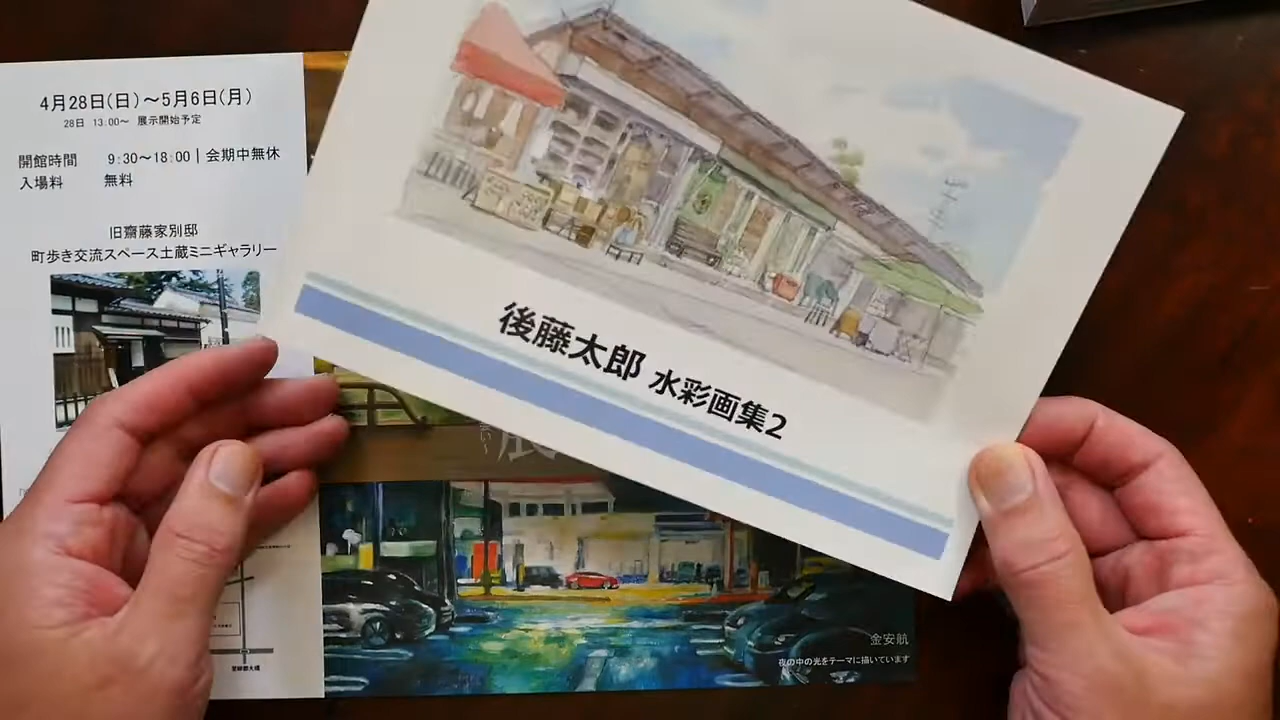 4月28日(日)～5月6日(月)
28日 13:00～ 展示開始予定
開館時間 9:30～18:00 | 会期中無休
入場料 無料
旧齋藤家別邸
町歩き交流スペース土蔵ミニギャラリー
後藤太郎 水彩画集2
展
金安航
夜の中の光をテーマに描いています